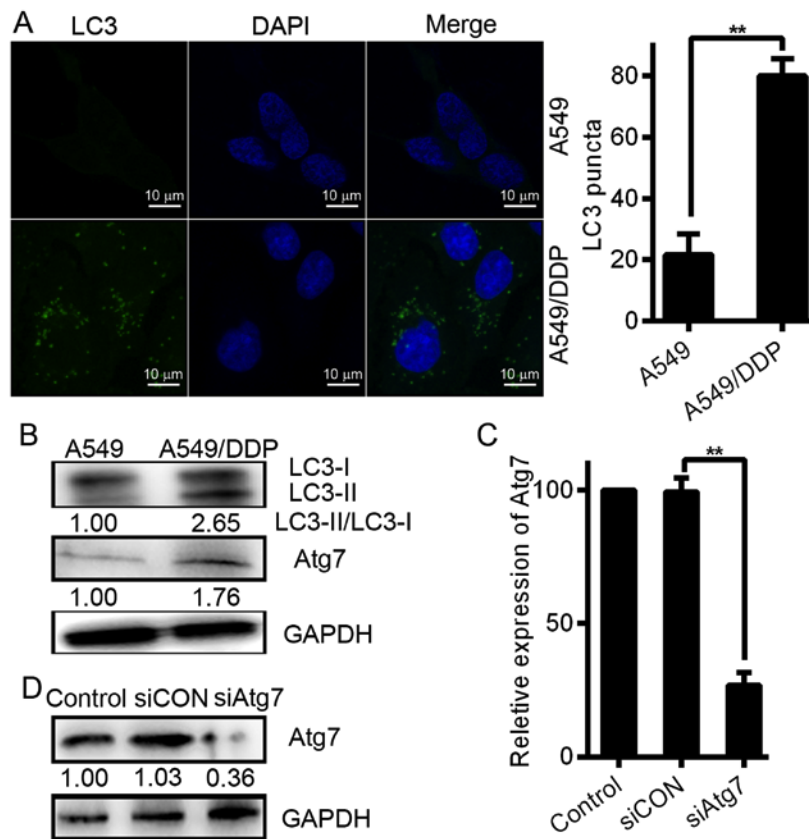 A
LC3
DAPI
Merge
10 µm
10 µm
10 µm
A549
10 µm
10 µm
10 µm
A549/DDP
**
80
60
40
20
0
LC3 puncta
A549
A549/DDP
B
A549
A549/DDP
LC3-I
LC3-II
1.00
2.65
LC3-II/LC3-I
Atg7
1.00
1.76
GAPDH
C
**
100
50
0
Reletive expression of Atg7
Control
siCON
siAtg7
D
Control siCON siAtg7
Atg7
1.00
1.03
0.36
GAPDH